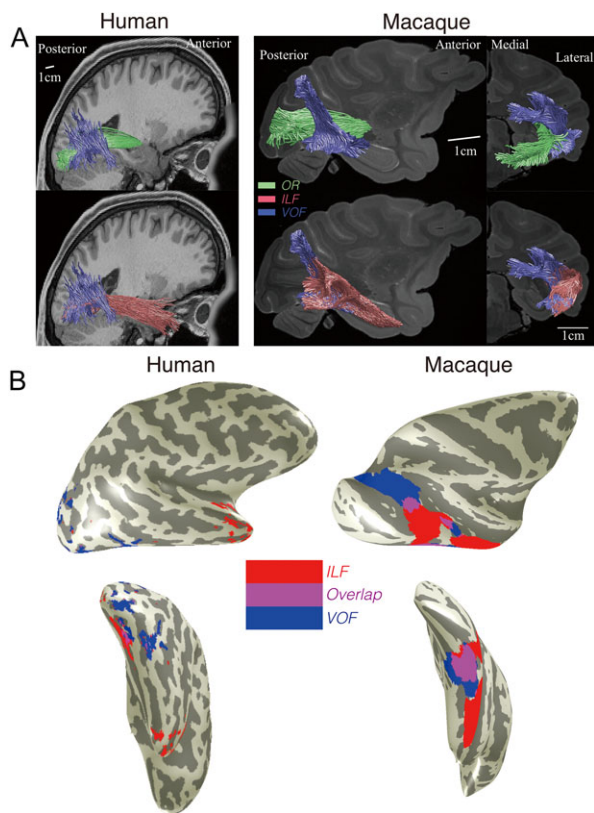 Human
Macaque
A
Posterior
Anterior
1cm
Posterior
Anterior
Medial
Lateral
1cm
OR
ILF
VOF
1cm
B
Human
Macaque
ILF
Overlap
VOF